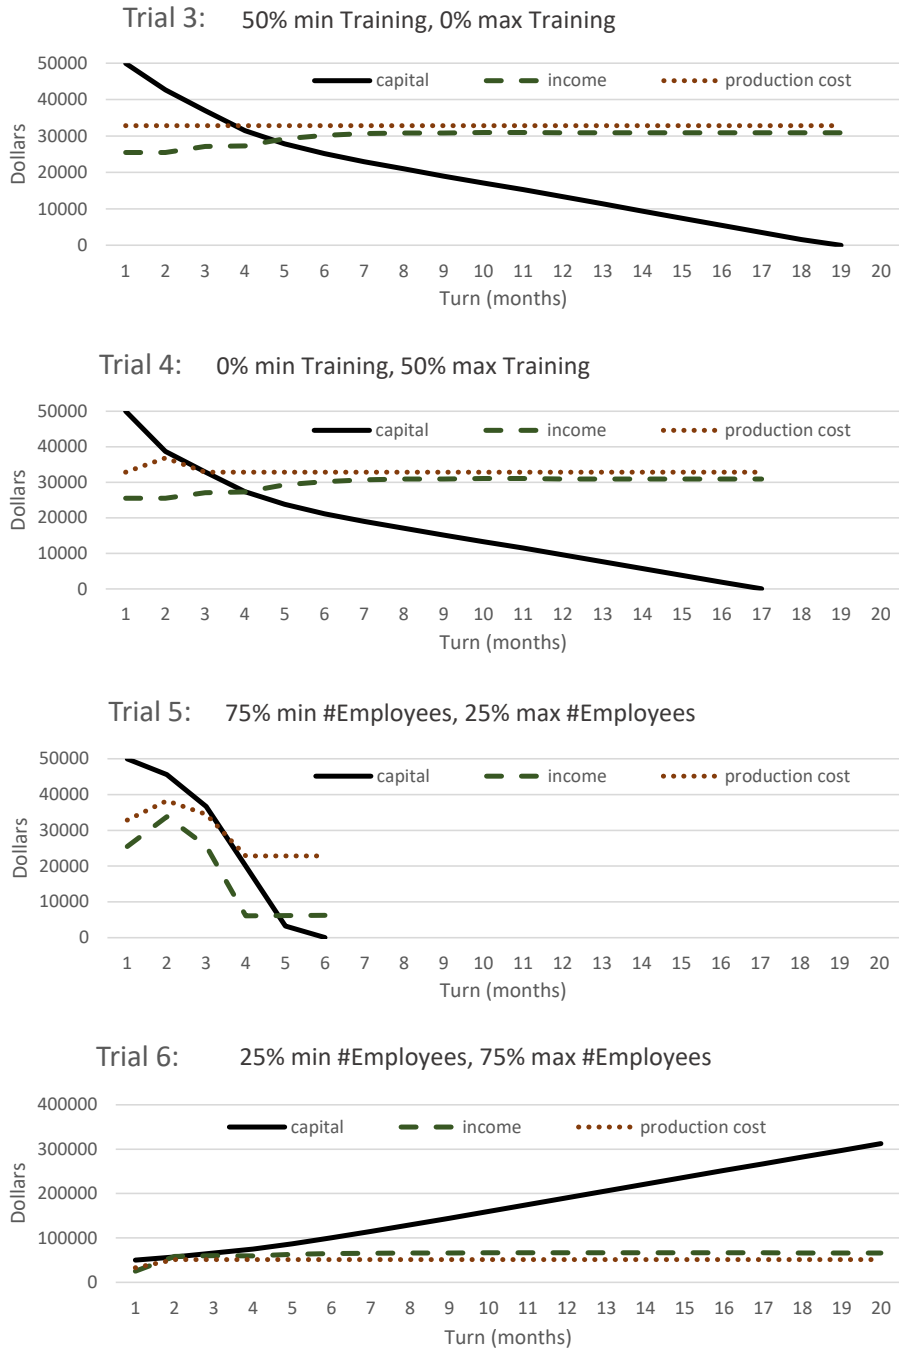 Trial 3: 50% min Training, 0% max Training
50000
capital income production cost
40000
30000
20000
10000
0
Dollars
1 2 3 4 5 6 7 8 9 10 11 12 13 14 15 16 17 18 19 20
Turn (months)
Trial 4: 0% min Training, 50% max Training
50000
capital income production cost
40000
30000
20000
10000
0
Dollars
1 2 3 4 5 6 7 8 9 10 11 12 13 14 15 16 17 18 19 20
Turn (months)
Trial 5: 75% min #Employees, 25% max #Employees
50000
capital income production cost
40000
30000
20000
10000
0
Dollars
1 2 3 4 5 6 7 8 9 10 11 12 13 14 15 16 17 18 19 20
Turn (months)
Trial 6: 25% min #Employees, 75% max #Employees
400000
capital income production cost
300000
200000
100000
0
Dollars
1 2 3 4 5 6 7 8 9 10 11 12 13 14 15 16 17 18 19 20
Turn (months)